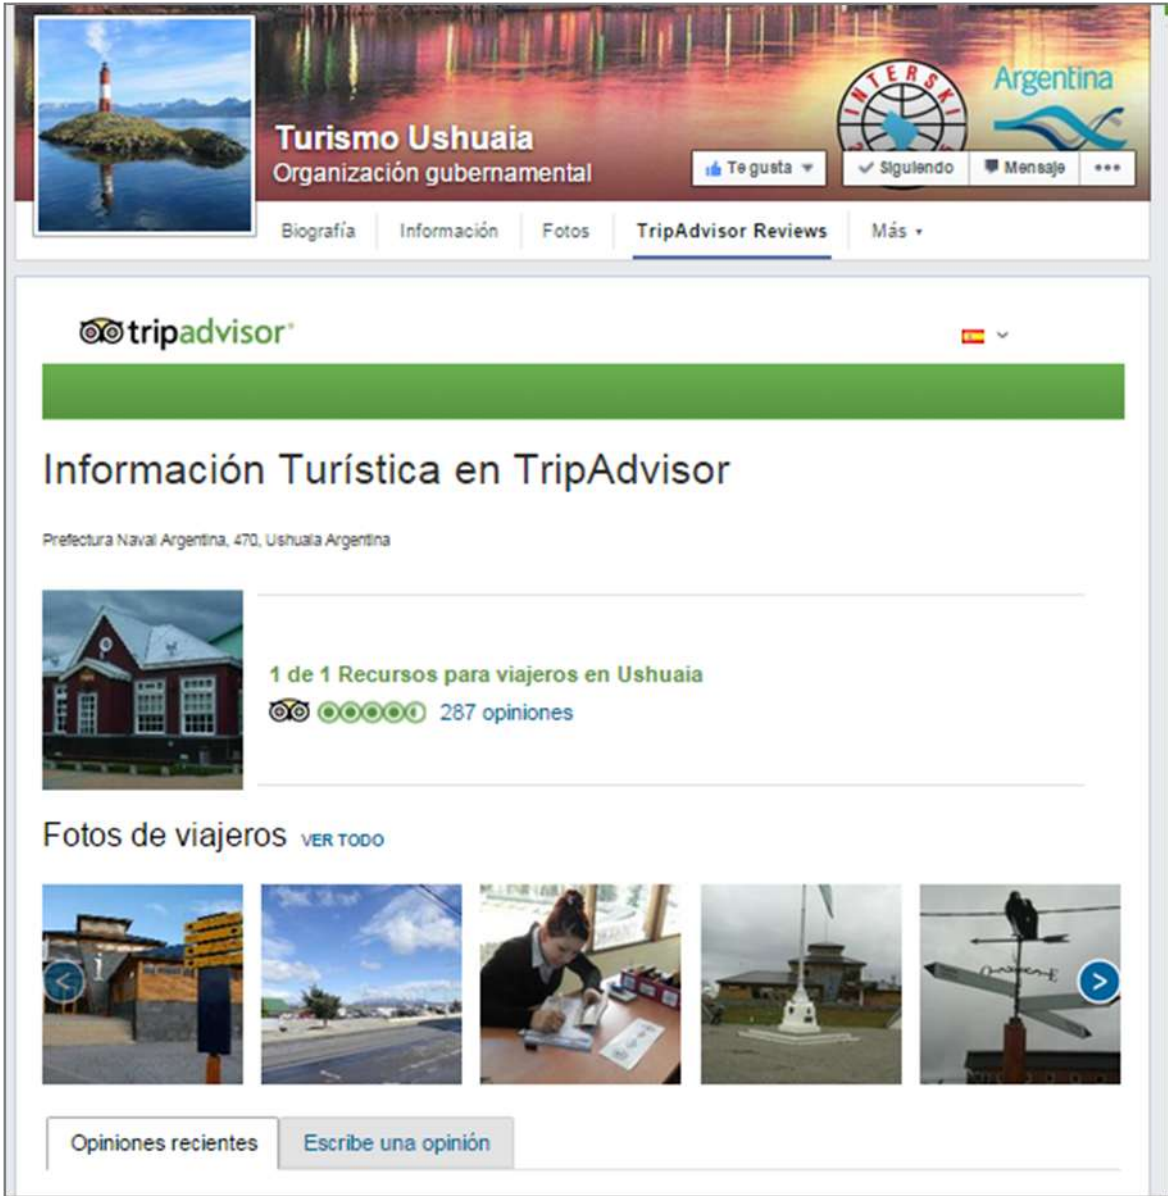 INTERSKI
Argentina
Turismo Ushuaia
Organización gubernamental
Te gusta
Siguiendo
Mensaje
Biografía
Información
Fotos
TripAdvisor Reviews
Más
tripadvisor
Información Turística en TripAdvisor
Prefectura Naval Argentina, 470, Ushuaia Argentina
1 de 1 Recursos para viajeros en Ushuaia
287 opiniones
Fotos de viajeros VER TODO
i
Opiniones recientes
Escribe una opinión